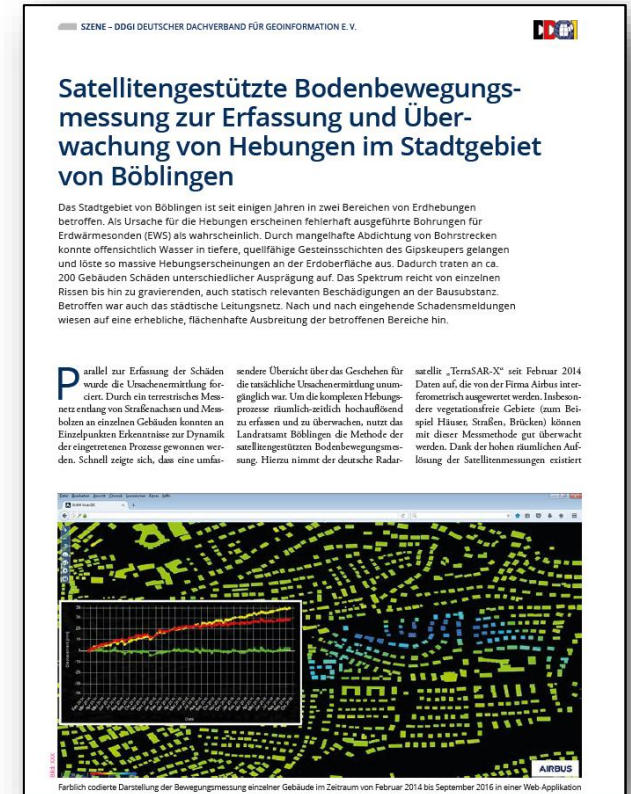 SZENE – DDGI DEUTSCHER DACHVERBAND FÜR GEOINFORMATION E. V.
DDGI
Satellitengestützte Bodenbewegungs-
messung zur Erfassung und Über-
wachung von Hebungen im Stadtgebiet
von Böblingen
Das Stadtgebiet von Böblingen ist seit einigen Jahren in zwei Bereichen von Erdhebungen
betroffen. Als Ursache für die Hebungen erscheinen fehlerhaft ausgeführte Bohrungen für
Erdwärmesonden (EWS) als wahrscheinlich. Durch mangelhafte Abdichtung von Bohrstrecken
konnte offensichtlich Wasser in tiefere, quellfähige Gesteinsschichten des Gipskeupers gelangen
und löste so massive Hebungserscheinungen an der Erdoberfläche aus. Dadurch traten an ca.
200 Gebäuden Schäden unterschiedlicher Ausprägung auf. Das Spektrum reicht von einzelnen
Rissen bis hin zu gravierenden, auch statisch relevanten Beschädigungen an der Bausubstanz.
Betroffen war auch das städtische Leitungsnetz. Nach und nach eingehende Schadensmeldungen
wiesen auf eine erhebliche, flächenhafte Ausbreitung der betroffenen Bereiche hin.
Parallel zur Erfassung der Schäden
wurde die Ursachenermittlung for-
ciert. Durch ein terrestrisches Mess-
netz entlang von Straßenachsen und Mess-
bolzen an einzelnen Gebäuden konnten an
Einzelpunkten Erkenntnisse zur Dynamik
der eingetretenen Prozesse gewonnen wer-
den. Schnell zeigte sich, dass eine umfas-
sendere Übersicht über das Geschehen für
die tatsächliche Ursachenermittlung unum-
gänglich war. Um die komplexen Hebungs-
prozesse räumlich-zeitlich hochauflösend
zu erfassen und zu überwachen, nutzt das
Landratsamt Böblingen die Methode der
satellitengestützten Bodenbewegungsmes-
sung. Hierzu nimmt der deutsche Radar-
satellit „TerraSAR-X“ seit Februar 2014
Daten auf, die von der Firma Airbus inter-
ferometrisch ausgewertet werden. Insbeson-
dere vegetationsfreie Gebiete (zum Bei-
spiel Häuser, Straßen, Brücken) können
mit dieser Messmethode gut überwacht
werden. Dank der hohen räumlichen Auf-
lösung der Satellitenmessungen existiert
Date
AIRBUS
Bild: XXX
Farblich codierte Darstellung der Bewegungsmessung einzelner Gebäude im Zeitraum von Februar 2014 bis September 2016 in einer Web-Applikation